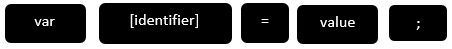 var [identifier] = value ;